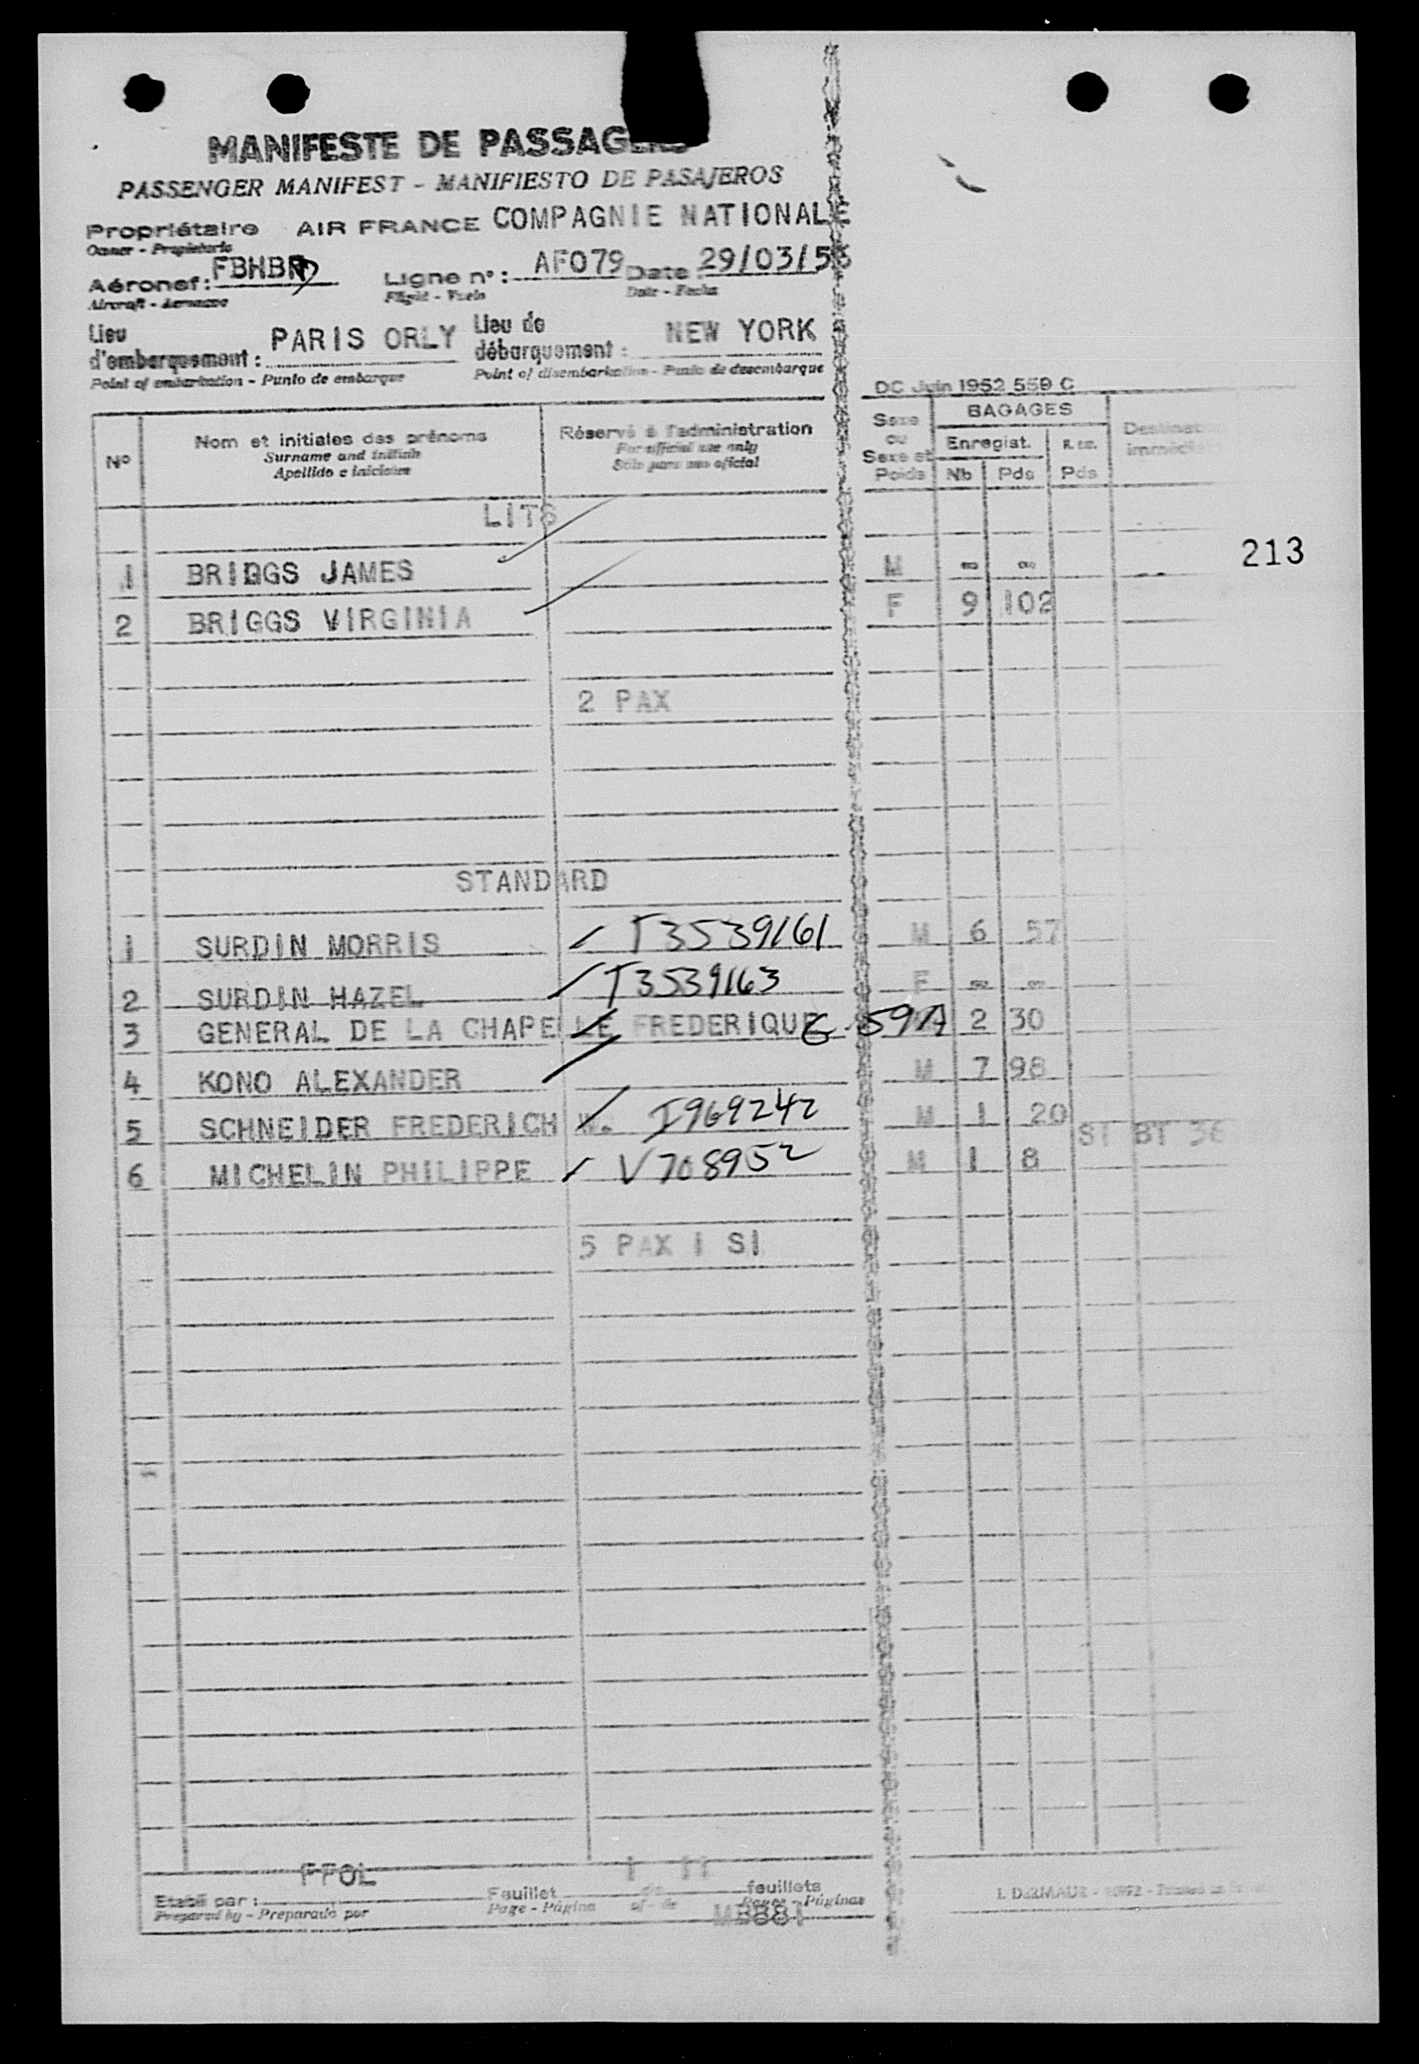 MANIFESTE DE PASSAGERS
PASSENGER MANIFEST - MANIFIESTO DE PASAJEROS
Propriétaire AIR FRANCE COMPAGNIE NATIONALE
Owner - Propietario
Aéronef: FBHBR Ligne n°: AF079 Date: 29/03/56
Aircraft - Aeronave Flight - Vuelo Date - Fecha
Lieu d'embarquement: PARIS ORLY Lieu de débarquement: NEW YORK
Point of embarkation - Punto de embarque Point of disembarkation - Punto de desembarque
DC Juin 1952 559 C
N° Nom et initiales des prénoms Réservé à l'administration Sexe ou Sexe et Poids BAGAGES
Surname and initials For official use only Enregist.
Apellido e iniciales Sólo para uso oficial Nb Pds Pds
LITS
1 BRIGGS JAMES M - -
213
2 BRIGGS VIRGINIA F 9 102
2 PAX
STANDARD
1 SURDIN MORRIS T3539161 M 6 57
2 SURDIN HAZEL T3539163 F - -
3 GENERAL DE LA CHAPELLE FREDERIQUE 2 30
4 KONO ALEXANDER M 7 98
5 SCHNEIDER FREDERICH W. I969242 M 1 20
SI BT 36
6 MICHELIN PHILIPPE V708952 M 1 8
5 PAX 1 SI
FFOL 1 11
Etabli par: Feuillet de feuillets
Prepared by - Preparado por Page - Página of - de Pages - Páginas